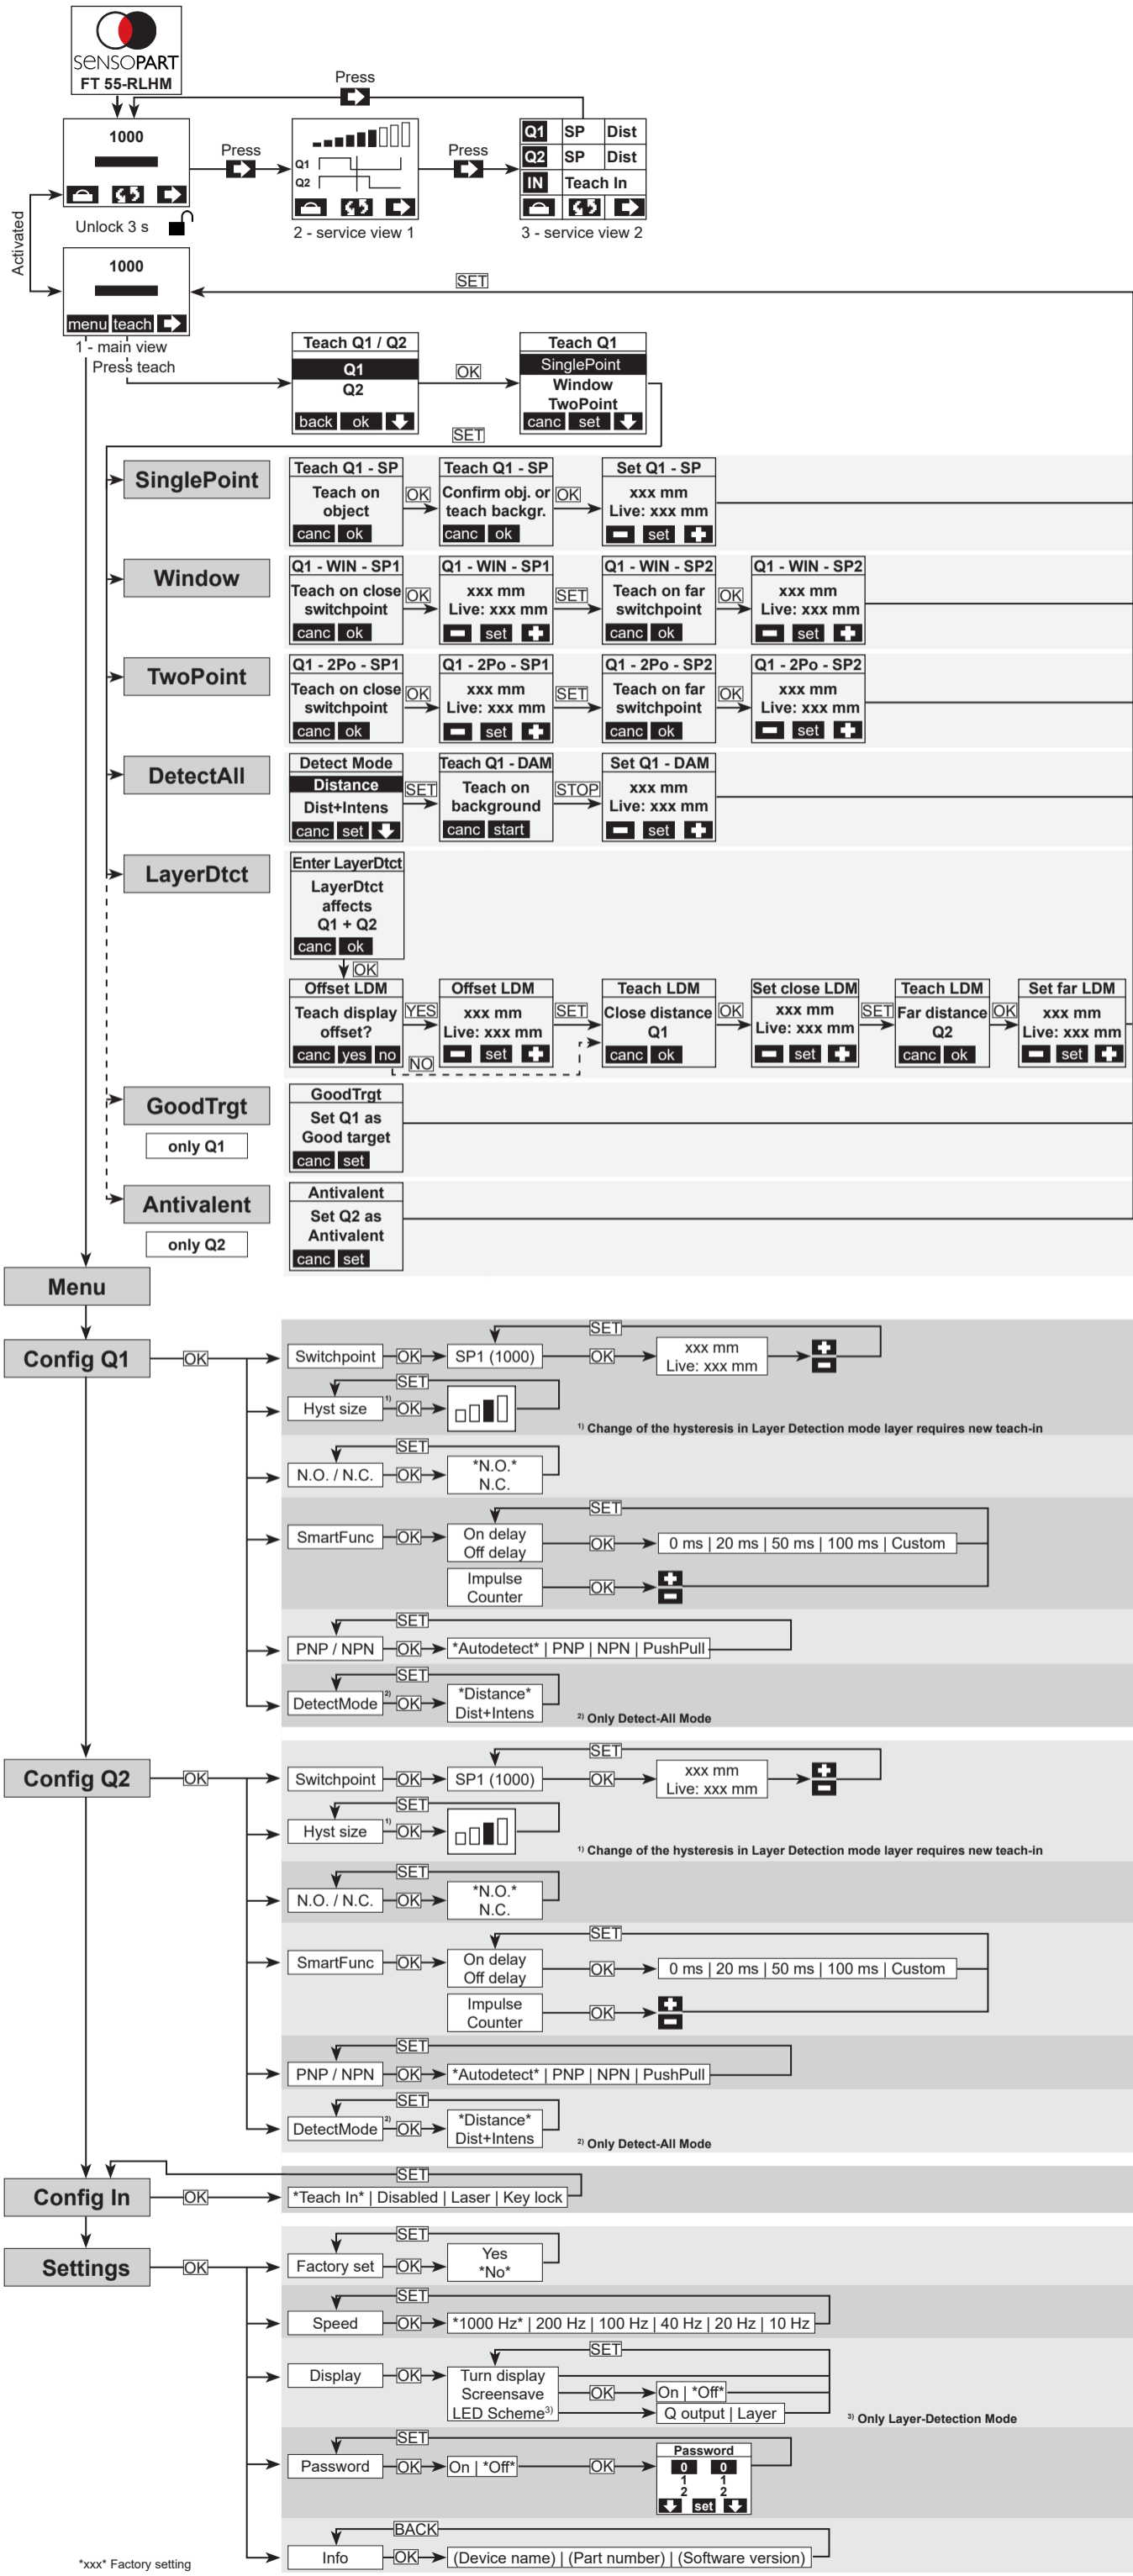 SENSOPART
FT 55-RLHM
Press
1000
Press
Q1
Q2
Press
Q1 SP Dist
Q2 SP Dist
IN Teach In
Unlock 3 s
2 - service view 1
3 - service view 2
Activated
1000
menu teach
1 - main view
SET
Press teach
Teach Q1 / Q2
Q1
Q2
back ok
OK
Teach Q1
SinglePoint
Window
TwoPoint
canc set
SET
SinglePoint
Teach Q1 - SP
Teach on
object
canc ok
OK
Teach Q1 - SP
Confirm obj. or
teach backgr.
canc ok
OK
Set Q1 - SP
xxx mm
Live: xxx mm
set
Window
Q1 - WIN - SP1
Teach on close
switchpoint
canc ok
OK
Q1 - WIN - SP1
xxx mm
Live: xxx mm
set
SET
Q1 - WIN - SP2
Teach on far
switchpoint
canc ok
OK
Q1 - WIN - SP2
xxx mm
Live: xxx mm
set
TwoPoint
Q1 - 2Po - SP1
Teach on close
switchpoint
canc ok
OK
Q1 - 2Po - SP1
xxx mm
Live: xxx mm
set
SET
Q1 - 2Po - SP2
Teach on far
switchpoint
canc ok
OK
Q1 - 2Po - SP2
xxx mm
Live: xxx mm
set
DetectAll
Detect Mode
Distance
Dist+Intens
canc set
SET
Teach Q1 - DAM
Teach on
background
canc start
STOP
Set Q1 - DAM
xxx mm
Live: xxx mm
set
LayerDtct
Enter LayerDtct
LayerDtct
affects
Q1 + Q2
canc ok
OK
Offset LDM
Teach display
offset?
canc yes no
YES
NO
Offset LDM
xxx mm
Live: xxx mm
set
SET
Teach LDM
Close distance
Q1
canc ok
OK
Set close LDM
xxx mm
Live: xxx mm
set
SET
Teach LDM
Far distance
Q2
canc ok
OK
Set far LDM
xxx mm
Live: xxx mm
set
GoodTrgt
only Q1
GoodTrgt
Set Q1 as
Good target
canc set
Antivalent
only Q2
Antivalent
Set Q2 as
Antivalent
canc set
Menu
Config Q1
OK
SET
Switchpoint OK SP1 (1000) OK
xxx mm
Live: xxx mm
SET
Hyst size 1) OK
1) Change of the hysteresis in Layer Detection mode layer requires new teach-in
SET
N.O. / N.C. OK
*N.O.*
N.C.
SET
SmartFunc OK
On delay
Off delay
OK 0 ms | 20 ms | 50 ms | 100 ms | Custom
Impulse
Counter
OK
SET
PNP / NPN OK *Autodetect* | PNP | NPN | PushPull
SET
DetectMode 2) OK
*Distance*
Dist+Intens
2) Only Detect-All Mode
Config Q2
OK
SET
Switchpoint OK SP1 (1000) OK
xxx mm
Live: xxx mm
SET
Hyst size 1) OK
1) Change of the hysteresis in Layer Detection mode layer requires new teach-in
SET
N.O. / N.C. OK
*N.O.*
N.C.
SET
SmartFunc OK
On delay
Off delay
OK 0 ms | 20 ms | 50 ms | 100 ms | Custom
Impulse
Counter
OK
SET
PNP / NPN OK *Autodetect* | PNP | NPN | PushPull
SET
DetectMode 2) OK
*Distance*
Dist+Intens
2) Only Detect-All Mode
SET
Config In OK *Teach In* | Disabled | Laser | Key lock
Settings
OK
SET
Factory set OK
Yes
*No*
SET
Speed OK *1000 Hz* | 200 Hz | 100 Hz | 40 Hz | 20 Hz | 10 Hz
SET
Display OK
Turn display
Screensave OK On | *Off*
LED Scheme3) Q output | Layer
3) Only Layer-Detection Mode
SET
Password OK On | *Off* OK
Password
0 0
1 1
2 2
set
BACK
Info OK (Device name) | (Part number) | (Software version)
*xxx* Factory setting